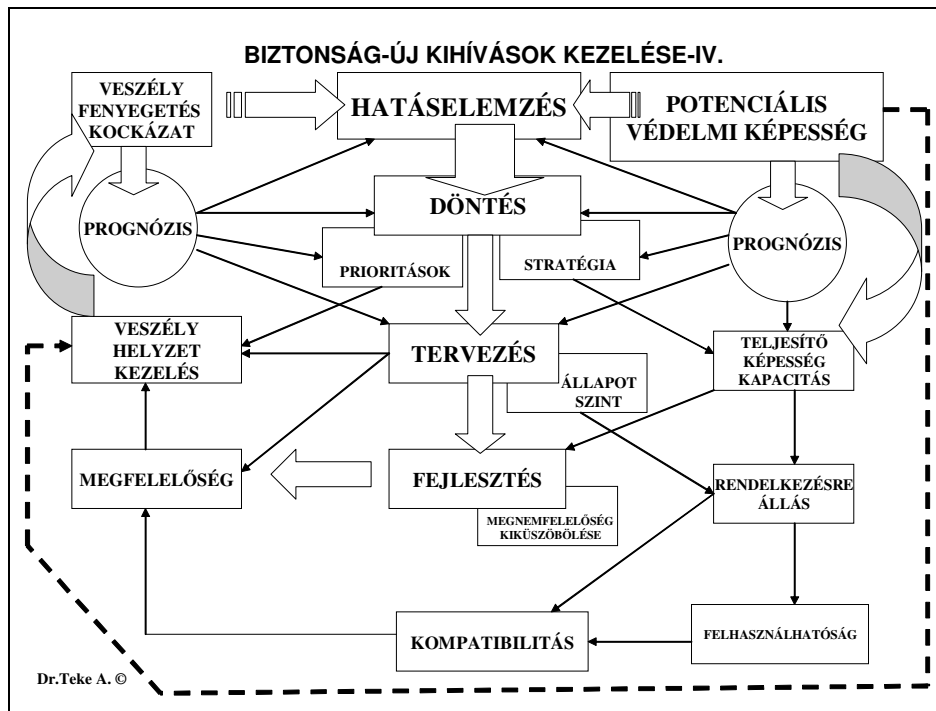 BIZTONSÁG-ÚJ KIHÍVÁSOK KEZELÉSE-IV.
VESZÉLY
FENYEGETÉS
KOCKÁZAT
HATÁSELEMZÉS
POTENCIÁLIS
VÉDELMI KÉPESSÉG
DÖNTÉS
PROGNÓZIS
PRIORITÁSOK
STRATÉGIA
PROGNÓZIS
VESZÉLY
HELYZET
KEZELÉS
TERVEZÉS
TELJESÍTŐ
KÉPESSÉG
KAPACITÁS
ÁLLAPOT
SZINT
MEGFELELŐSÉG
FEJLESZTÉS
RENDELKEZÉSRE
ÁLLÁS
MEGNEMFELELŐSÉG
KIKÜSZÖBÖLÉSE
KOMPATIBILITÁS
FELHASZNÁLHATÓSÁG
Dr.Teke A. ©